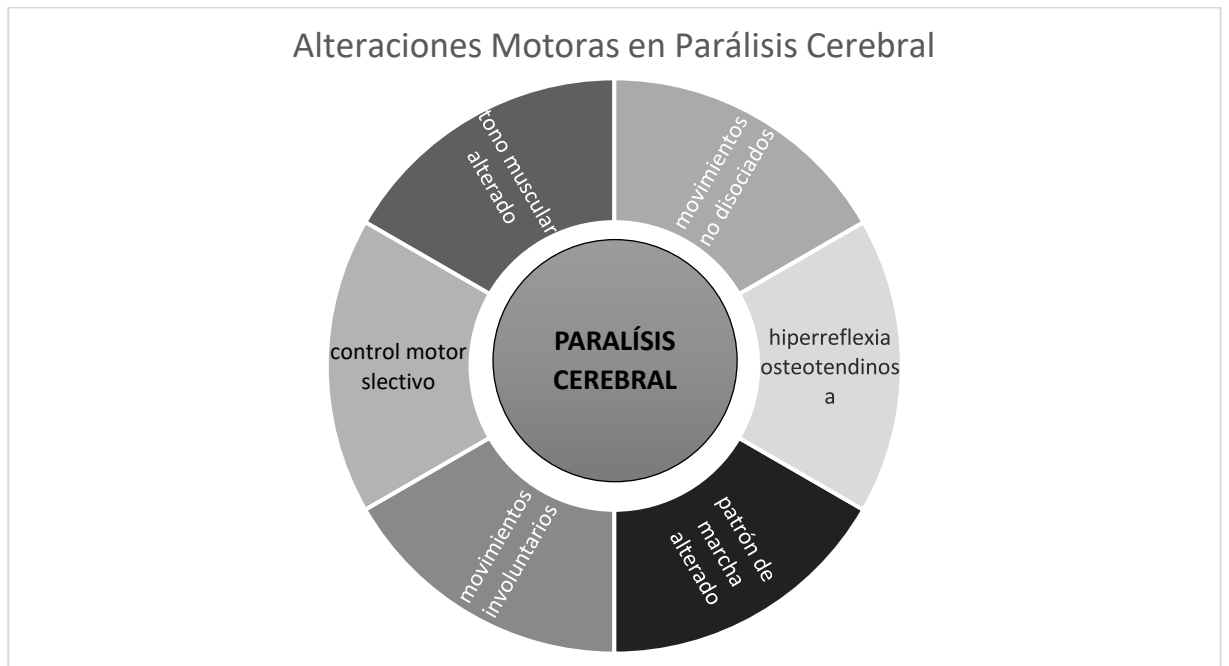 Alteraciones Motoras en Parálisis Cerebral
tono muscular
alterado
movimientos
no disociados
PARALÍSIS
CEREBRAL
control motor
slectivo
hiperreflexia
osteotendinos
a
movimientos
involuntarios
patrón de
marcha
alterado